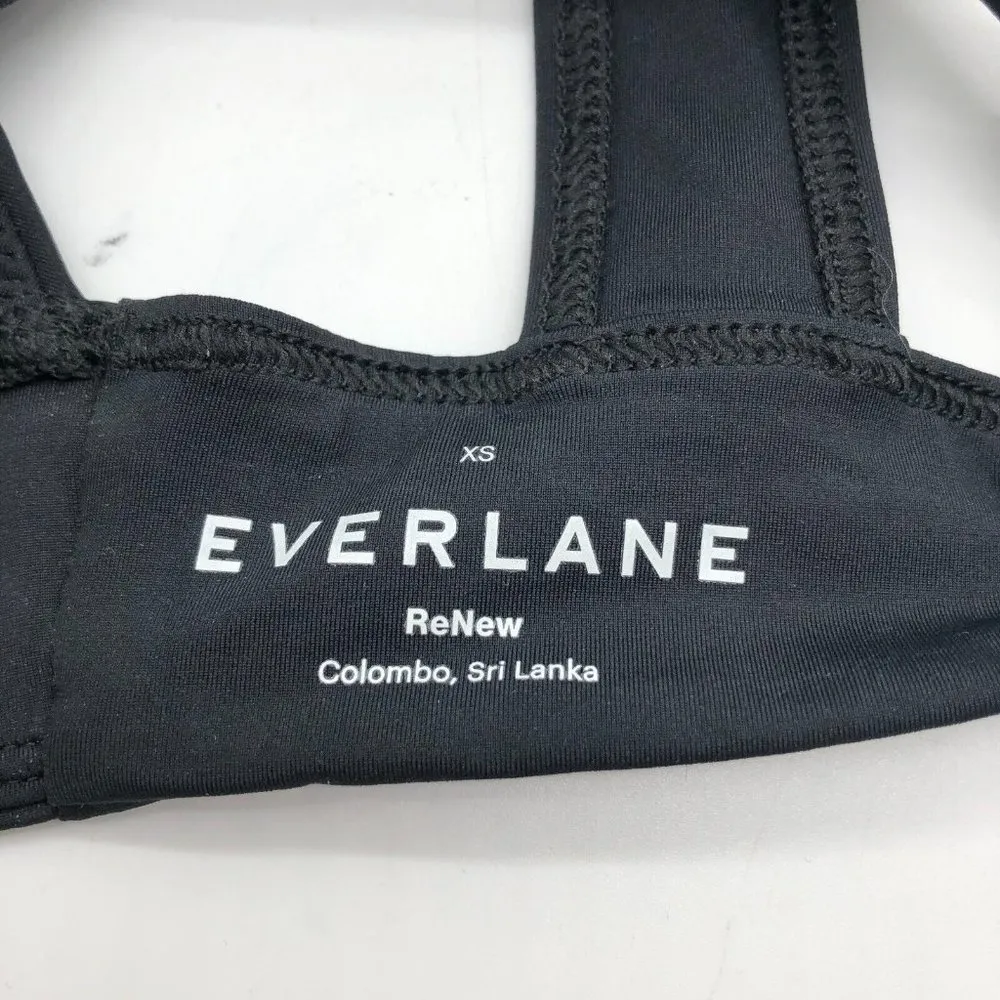 XS
EVERLANE
ReNew
Colombo, Sri Lanka